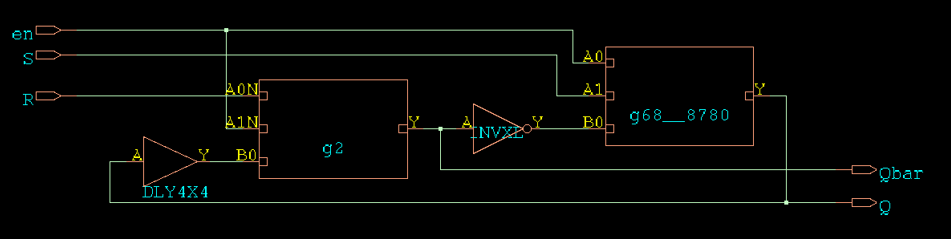 en
S
R
A0N
A1N
B0
Y
g2
A
Y
DLY4X4
A
INVXL
Y
A0
A1
B0
Y
g68__8780
Qbar
Q